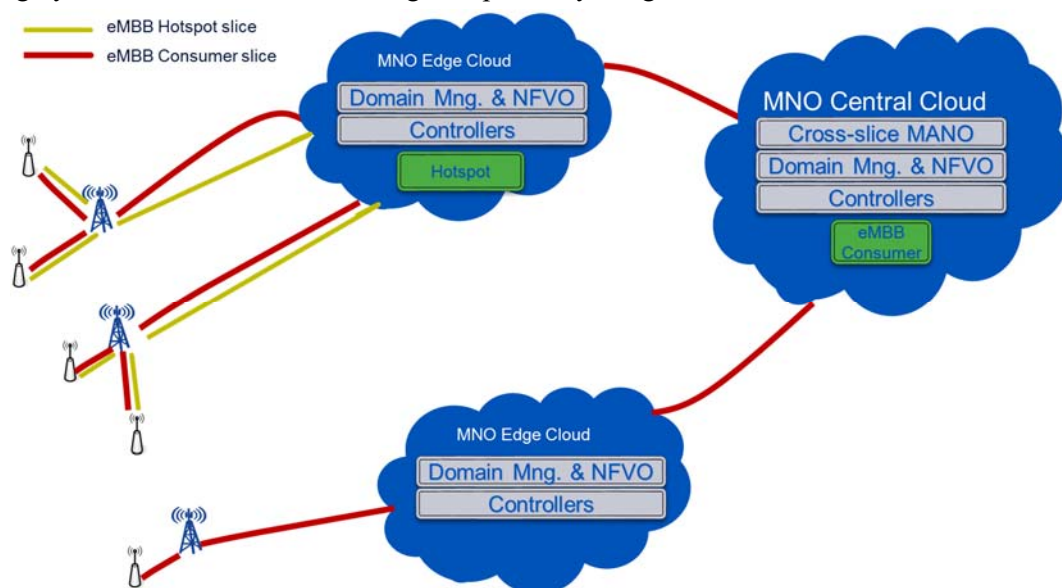 eMBB Hotspot slice
eMBB Consumer slice
MNO Edge Cloud
Domain Mng. & NFVO
Controllers
Hotspot
MNO Central Cloud
Cross-slice MANO
Domain Mng. & NFVO
Controllers
eMBB
Consumer
MNO Edge Cloud
Domain Mng. & NFVO
Controllers